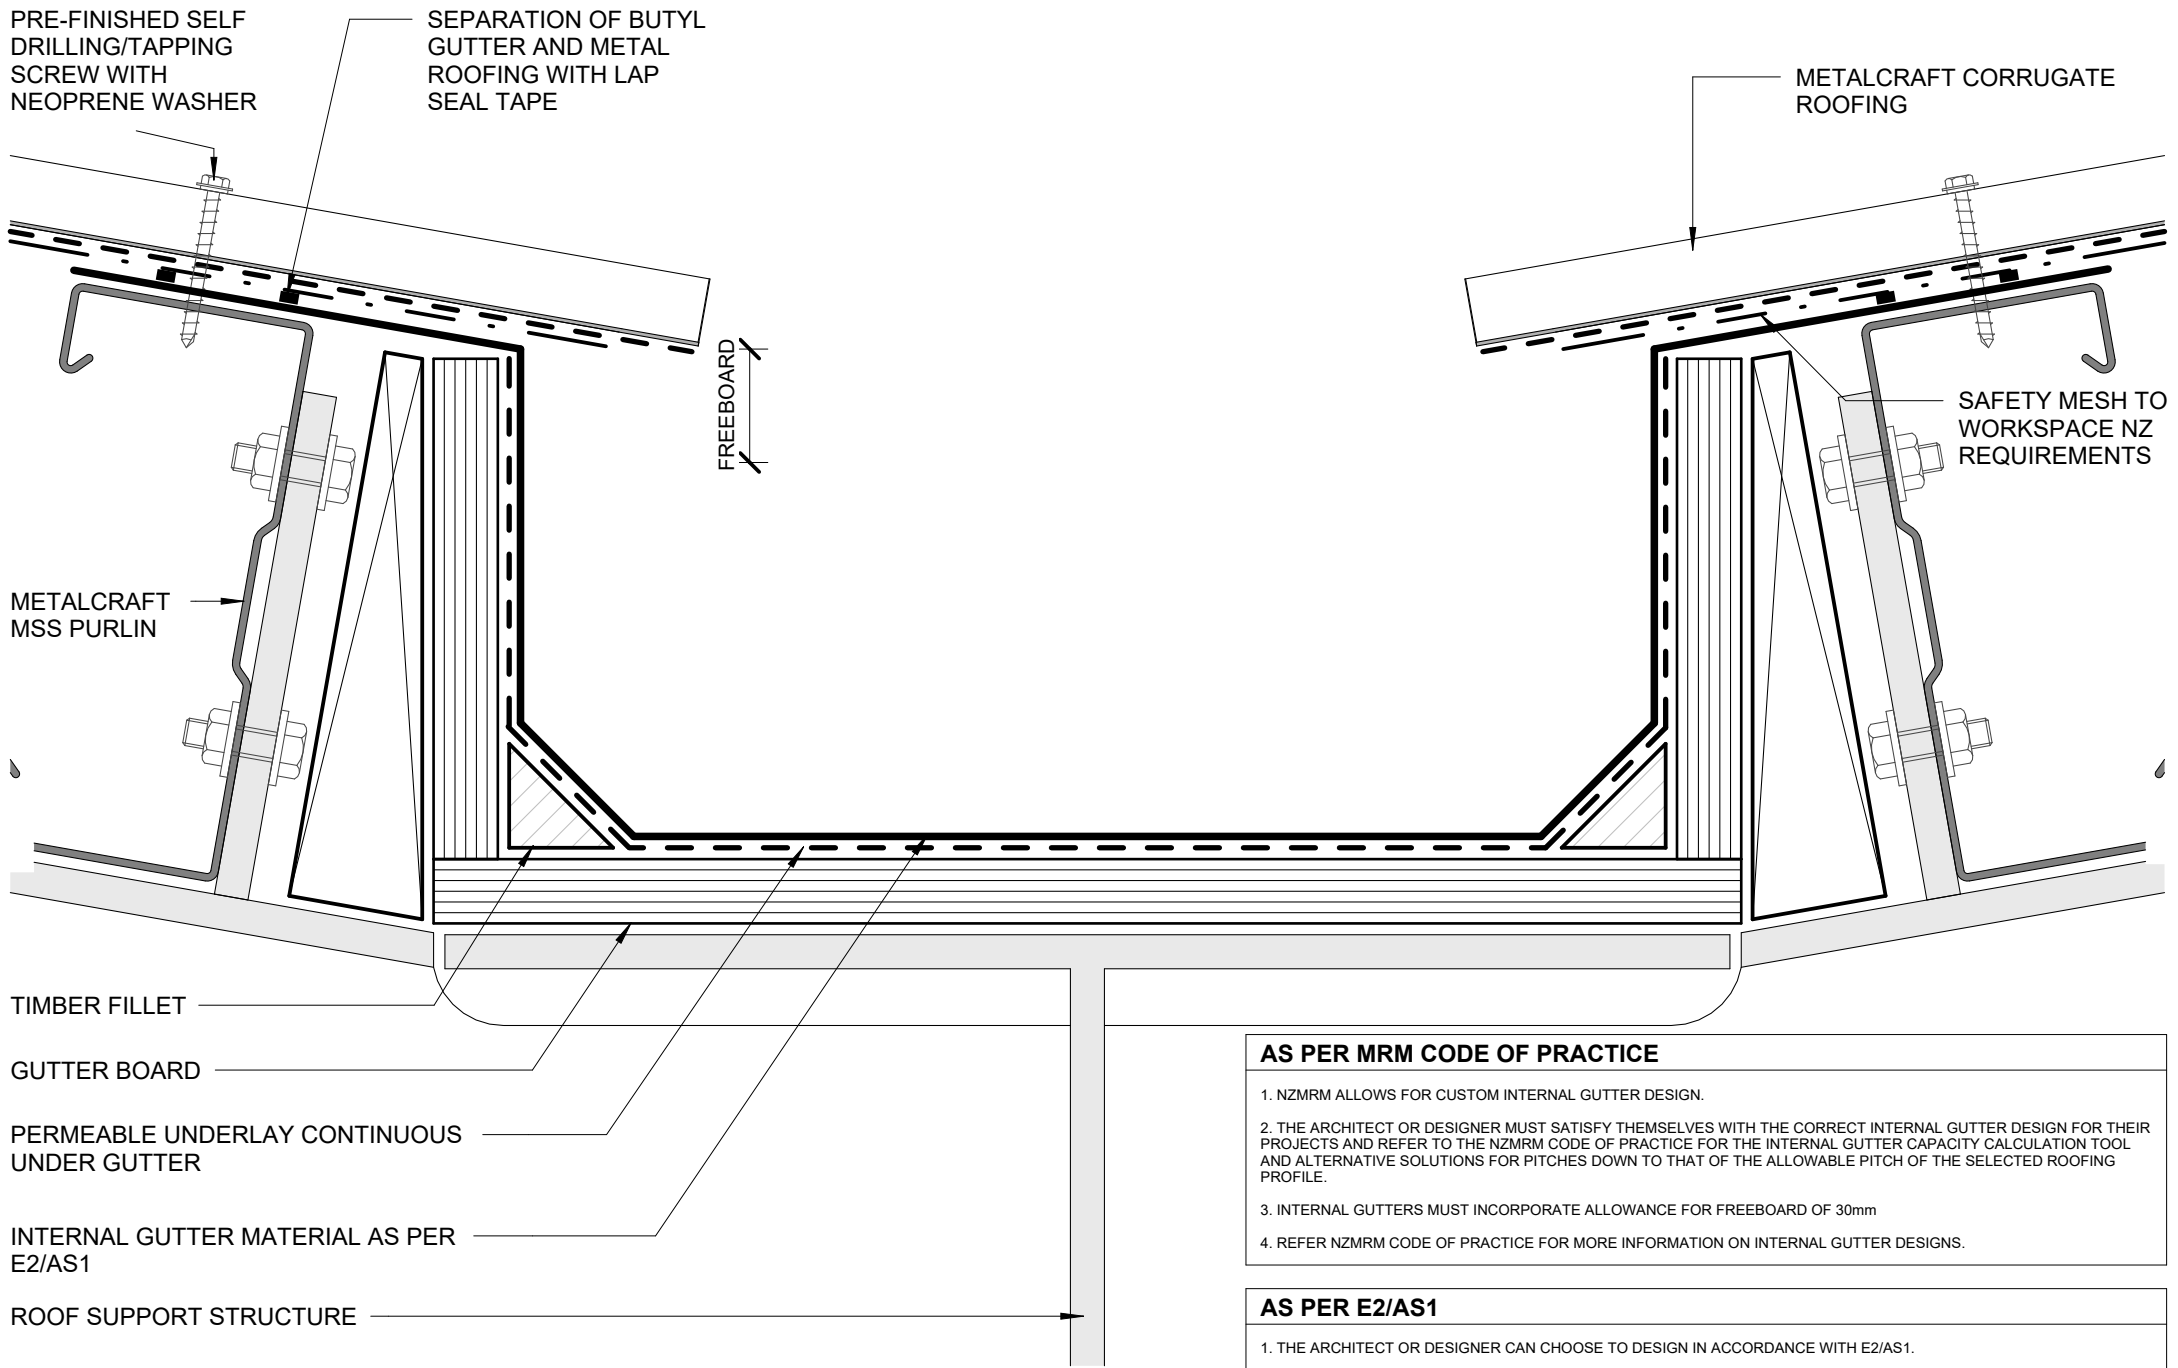 PRE-FINISHED SELF
DRILLING/TAPPING
SCREW WITH
NEOPRENE WASHER
SEPARATION OF BUTYL
GUTTER AND METAL
ROOFING WITH LAP
SEAL TAPE
METALCRAFT CORRUGATE
ROOFING
FREEBOARD
SAFETY MESH TO
WORKSPACE NZ
REQUIREMENTS
METALCRAFT
MSS PURLIN
TIMBER FILLET
GUTTER BOARD
PERMEABLE UNDERLAY CONTINUOUS
UNDER GUTTER
INTERNAL GUTTER MATERIAL AS PER
E2/AS1
ROOF SUPPORT STRUCTURE
AS PER MRM CODE OF PRACTICE
1. NZMRM ALLOWS FOR CUSTOM INTERNAL GUTTER DESIGN.
2. THE ARCHITECT OR DESIGNER MUST SATISFY THEMSELVES WITH THE CORRECT INTERNAL GUTTER DESIGN FOR THEIR
PROJECTS AND REFER TO THE NZMRM CODE OF PRACTICE FOR THE INTERNAL GUTTER CAPACITY CALCULATION TOOL
AND ALTERNATIVE SOLUTIONS FOR PITCHES DOWN TO THAT OF THE ALLOWABLE PITCH OF THE SELECTED ROOFING
PROFILE.
3. INTERNAL GUTTERS MUST INCORPORATE ALLOWANCE FOR FREEBOARD OF 30mm
4. REFER NZMRM CODE OF PRACTICE FOR MORE INFORMATION ON INTERNAL GUTTER DESIGNS.
AS PER E2/AS1
1. THE ARCHITECT OR DESIGNER CAN CHOOSE TO DESIGN IN ACCORDANCE WITH E2/AS1.